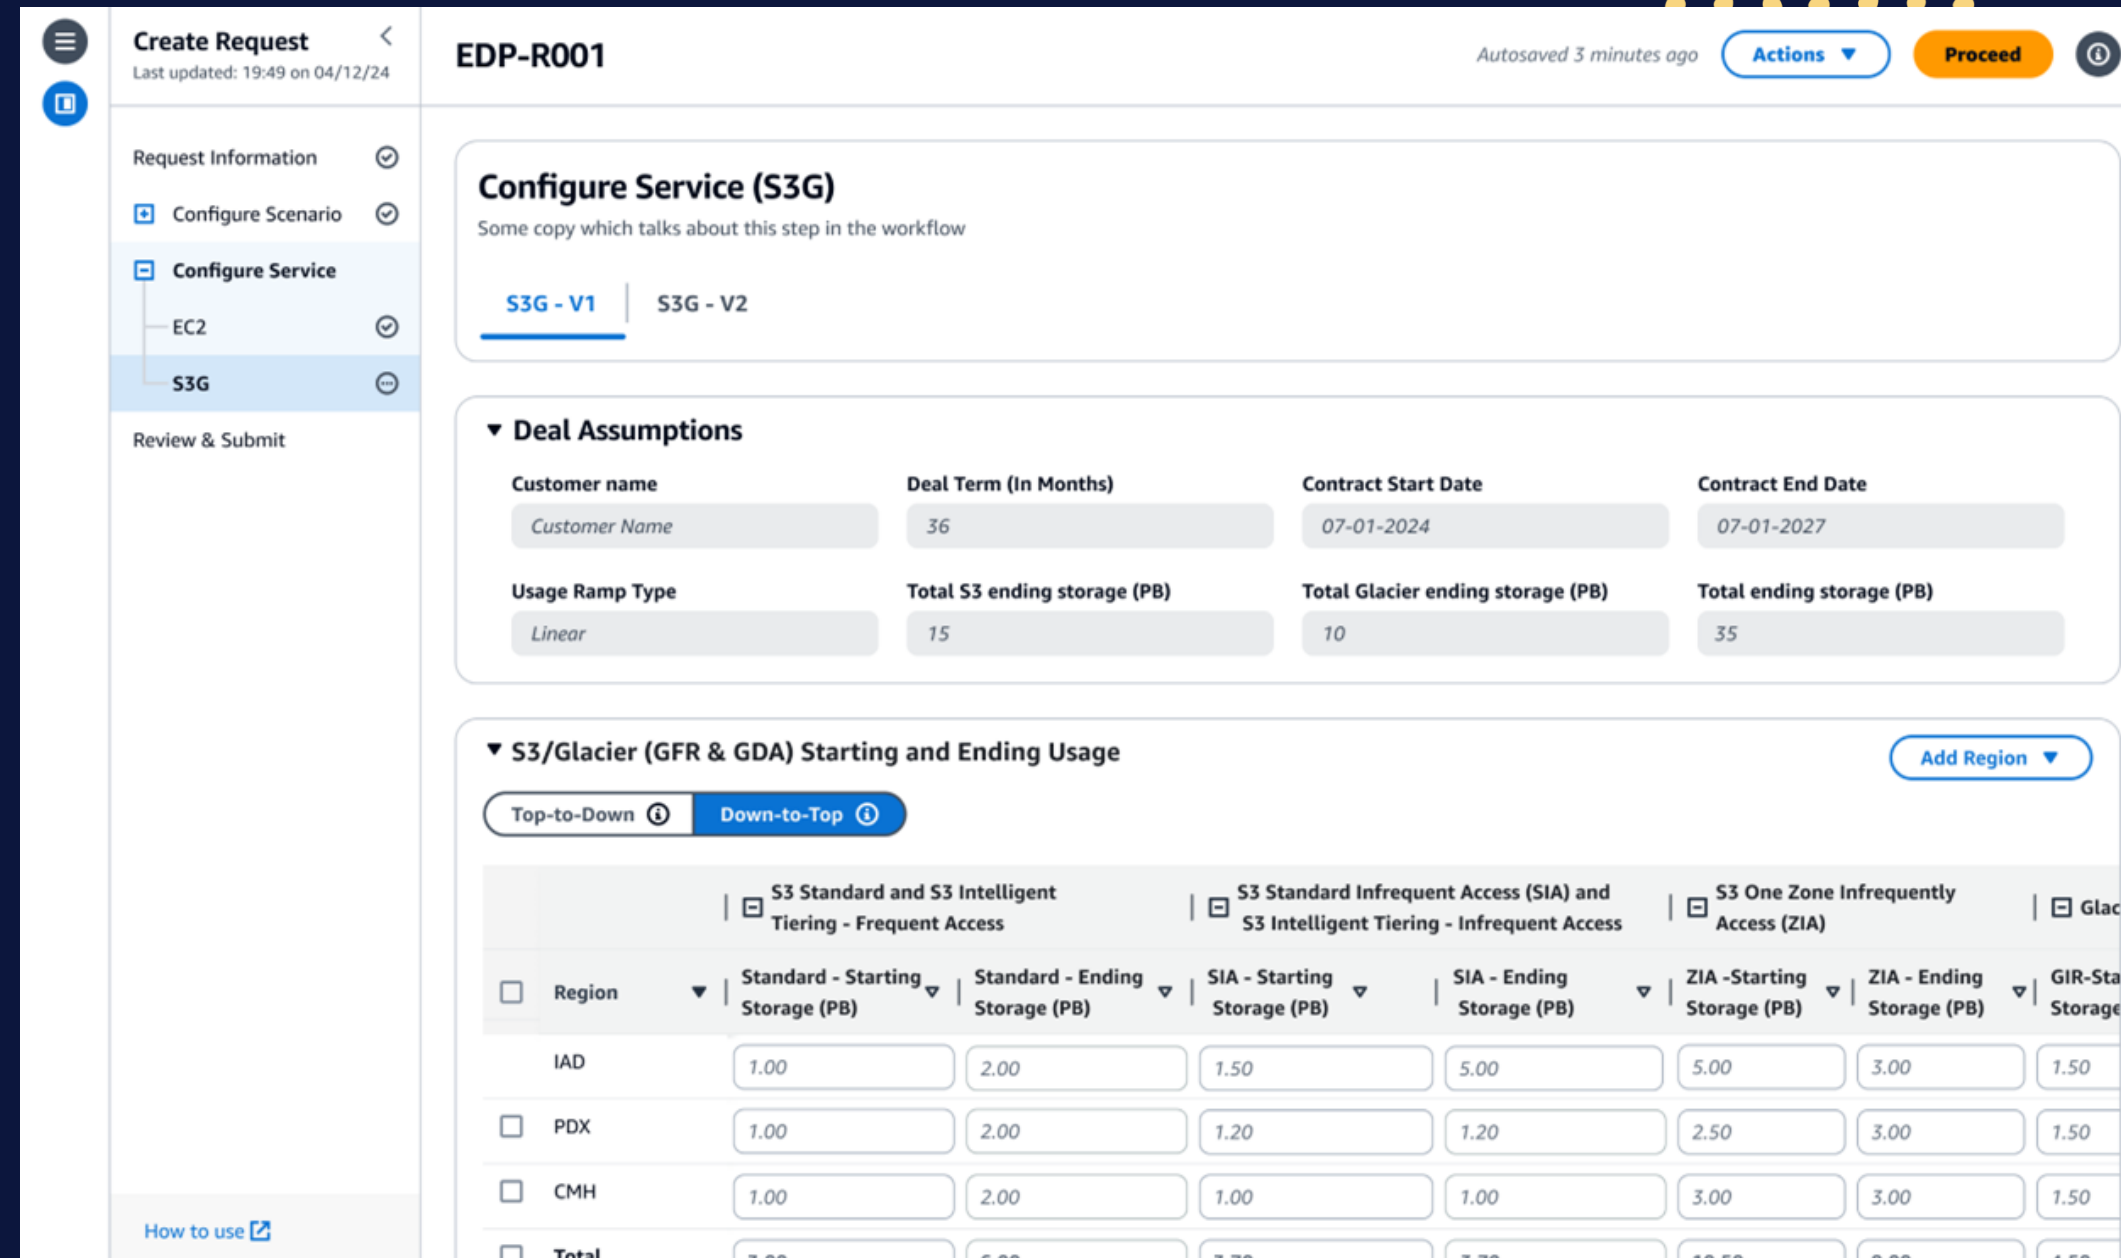 Create Request
Last updated: 19:49 on 04/12/24
EDP-R001
Autosaved 3 minutes ago
Actions
Proceed
Request Information
Configure Scenario
Configure Service
EC2
S3G
Review & Submit
How to use
Configure Service (S3G)
Some copy which talks about this step in the workflow
S3G - V1
S3G - V2
Deal Assumptions
Customer name
Deal Term (In Months)
Contract Start Date
Contract End Date
Customer Name
36
07-01-2024
07-01-2027
Usage Ramp Type
Total S3 ending storage (PB)
Total Glacier ending storage (PB)
Total ending storage (PB)
Linear
15
10
35
S3/Glacier (GFR & GDA) Starting and Ending Usage
Add Region
Top-to-Down
Down-to-Top
S3 Standard and S3 Intelligent
Tiering - Frequent Access
S3 Standard Infrequent Access (SIA) and
S3 Intelligent Tiering - Infrequent Access
S3 One Zone Infrequently
Access (ZIA)
Glac
Region
Standard - Starting
Storage (PB)
Standard - Ending
Storage (PB)
SIA - Starting
Storage (PB)
SIA - Ending
Storage (PB)
ZIA -Starting
Storage (PB)
ZIA - Ending
Storage (PB)
GIR-Sta
Storage
IAD 1.00 2.00 1.50 5.00 5.00 3.00 1.50
PDX 1.00 2.00 1.20 1.20 2.50 3.00 1.50
CMH 1.00 2.00 1.00 1.00 3.00 3.00 1.50
Total